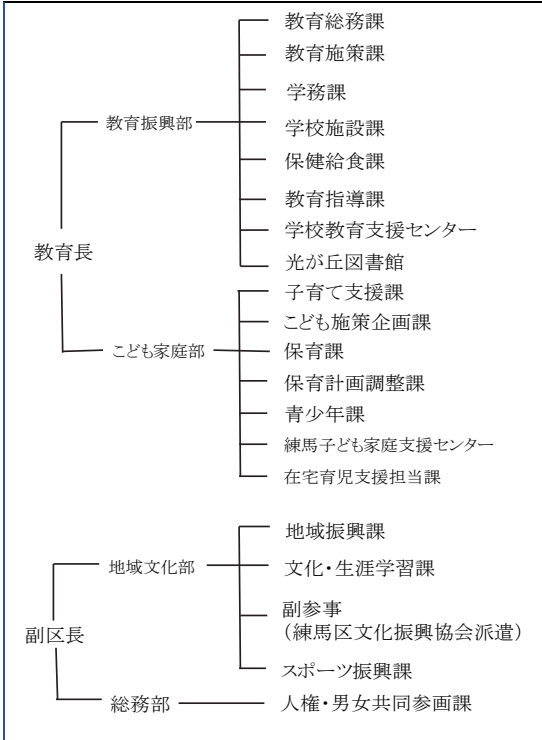 教育長
教育振興部
教育総務課
教育施策課
学務課
学校施設課
保健給食課
教育指導課
学校教育支援センター
光が丘図書館
こども家庭部
子育て支援課
こども施策企画課
保育課
保育計画調整課
青少年課
練馬子ども家庭支援センター
在宅育児支援担当課
副区長
地域文化部
地域振興課
文化・生涯学習課
副参事
(練馬区文化振興協会派遣)
スポーツ振興課
総務部
人権・男女共同参画課